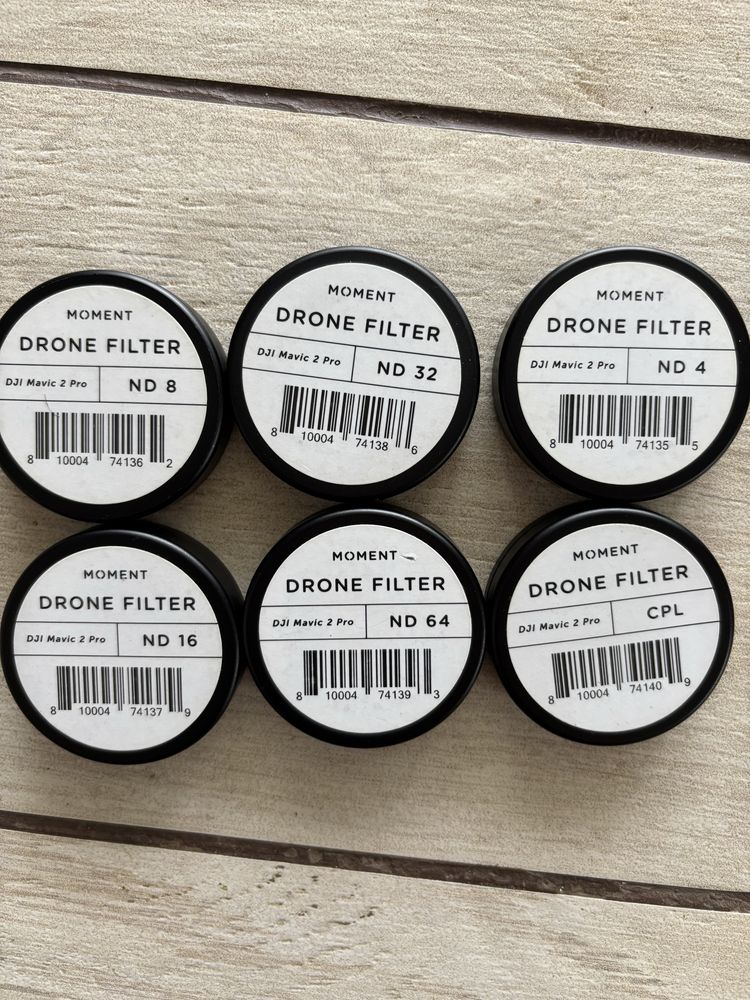 MOMENT
DRONE FILTER
DJI Mavic 2 Pro ND 8
8 10004 74136 2
MOMENT
DRONE FILTER
DJI Mavic 2 Pro ND 32
8 10004 74138 6
MOMENT
DRONE FILTER
DJI Mavic 2 Pro ND 4
8 10004 74135 5
MOMENT
DRONE FILTER
DJI Mavic 2 Pro ND 16
8 10004 74137 9
MOMENT
DRONE FILTER
DJI Mavic 2 Pro ND 64
8 10004 74139 3
MOMENT
DRONE FILTER
DJI Mavic 2 Pro CPL
8 10004 74140 9